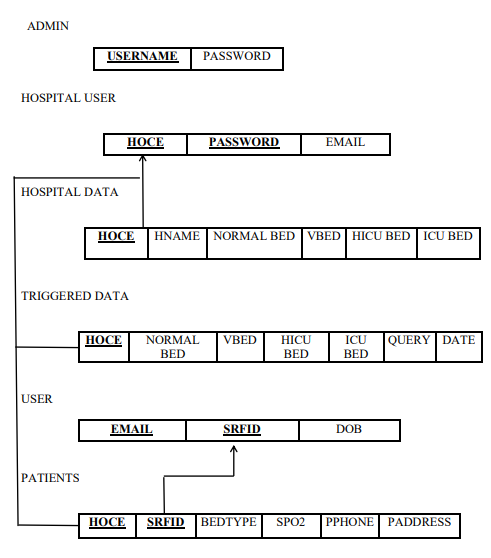 ADMIN
USERNAME PASSWORD
HOSPITAL USER
HOCE PASSWORD EMAIL
HOSPITAL DATA
HOCE HNAME NORMAL BED VBED HICU BED ICU BED
TRIGGERED DATA
HOCE NORMAL VBED HICU ICU QUERY DATE
BED BED BED
USER
EMAIL SRFID DOB
PATIENTS
HOCE SRFID BEDTYPE SPO2 PPHONE PADDRESS